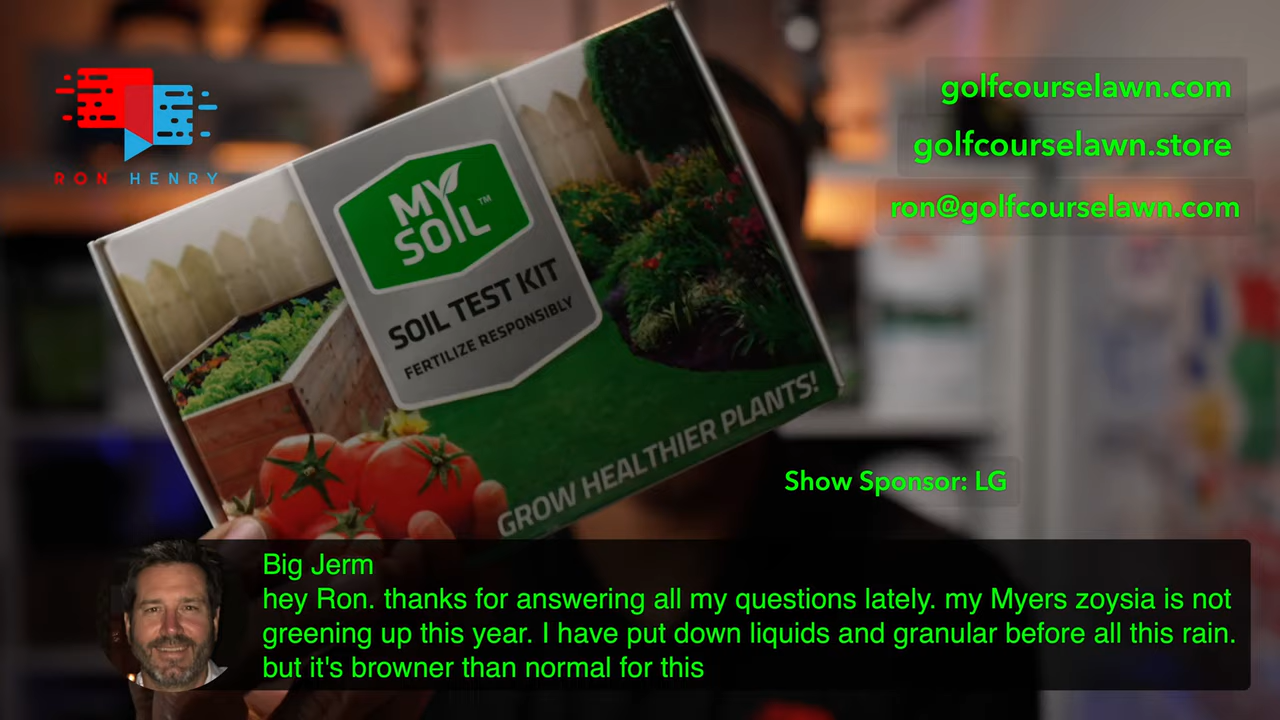 golfcourselawn.com
golfcourselawn.store
ron@golfcourselawn.com
RON HENRY
MY
SOIL™
SOIL TEST KIT
FERTILIZE RESPONSIBLY
GROW HEALTHIER PLANTS!
Show Sponsor: LG
Big Jerm
hey Ron. thanks for answering all my questions lately. my Myers zoysia is not
greening up this year. I have put down liquids and granular before all this rain.
but it's browner than normal for this